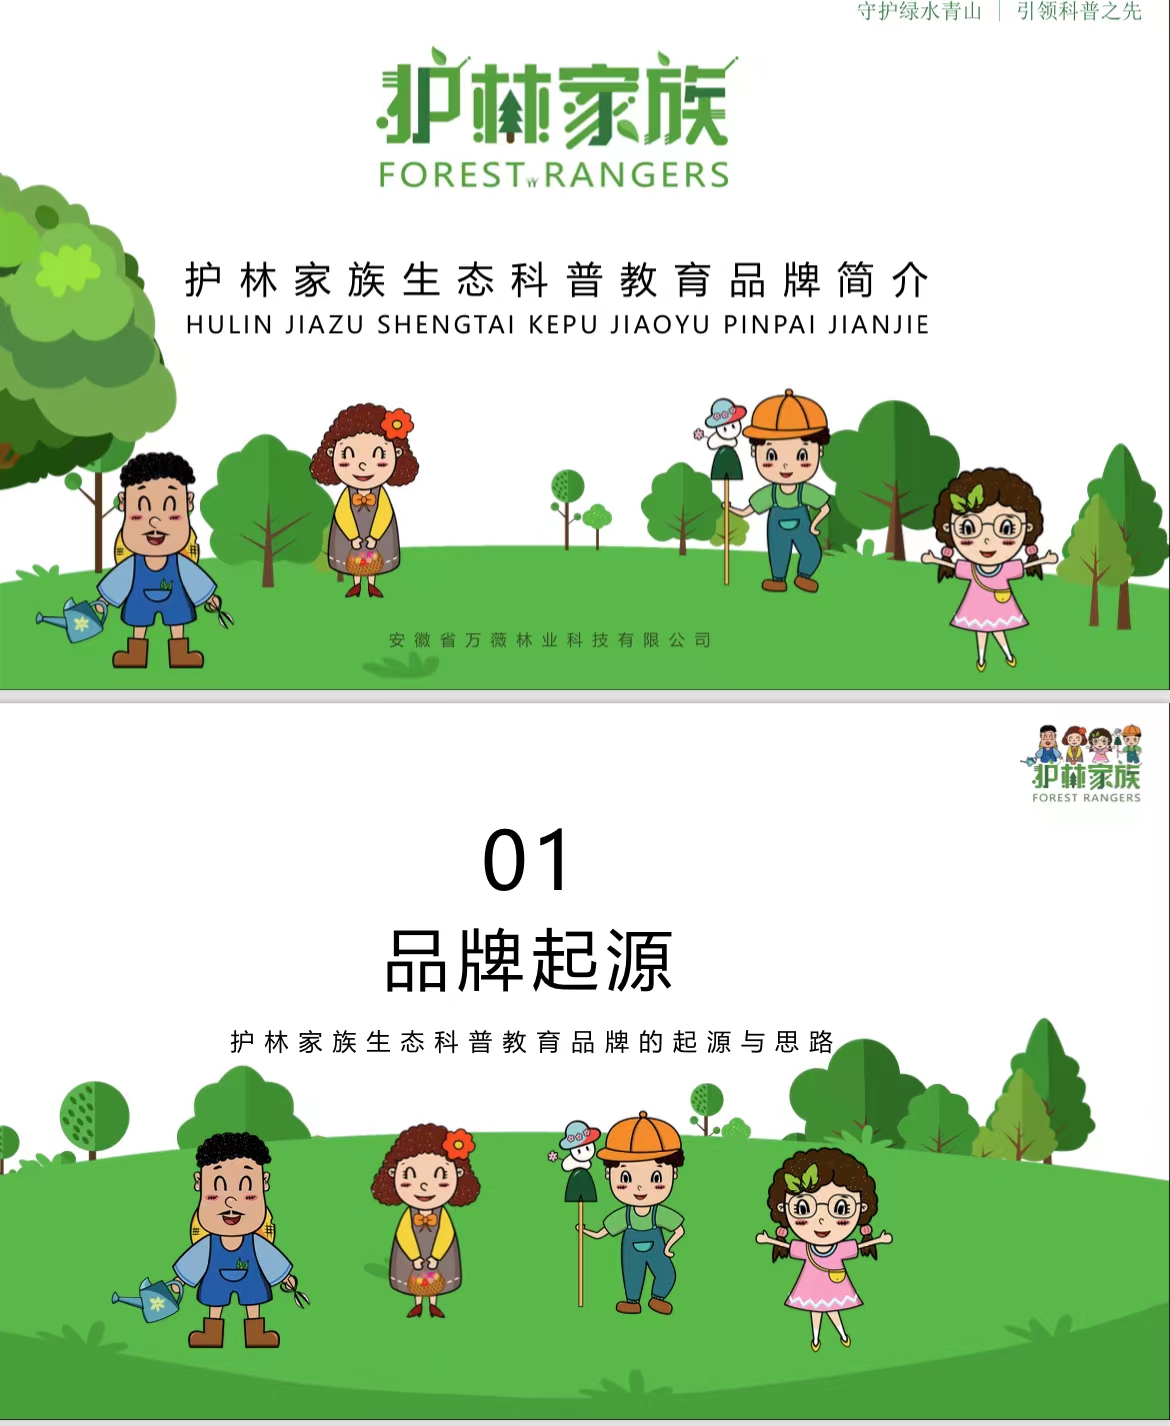 守护绿水青山 | 引领科普之先
护林家族
FOREST RANGERS
护林家族生态科普教育品牌简介
HULIN JIAZU SHENGTAI KEPU JIAOYU PINPAI JIANJIE
安徽省万薇林业科技有限公司
护林家族
FOREST RANGERS
01
品牌起源
护林家族生态科普教育品牌的起源与思路